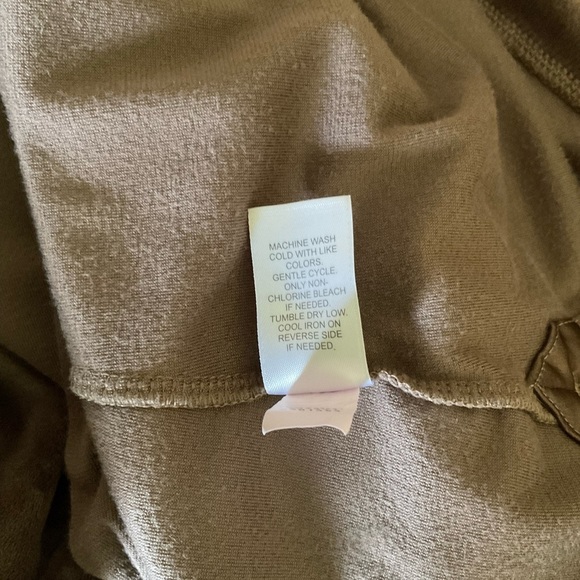 MACHINE WASH
COLD WITH LIKE
COLORS.
GENTLE CYCLE.
ONLY NON-
CHLORINE BLEACH
IF NEEDED.
TUMBLE DRY LOW.
COOL IRON ON
REVERSE SIDE
IF NEEDED.